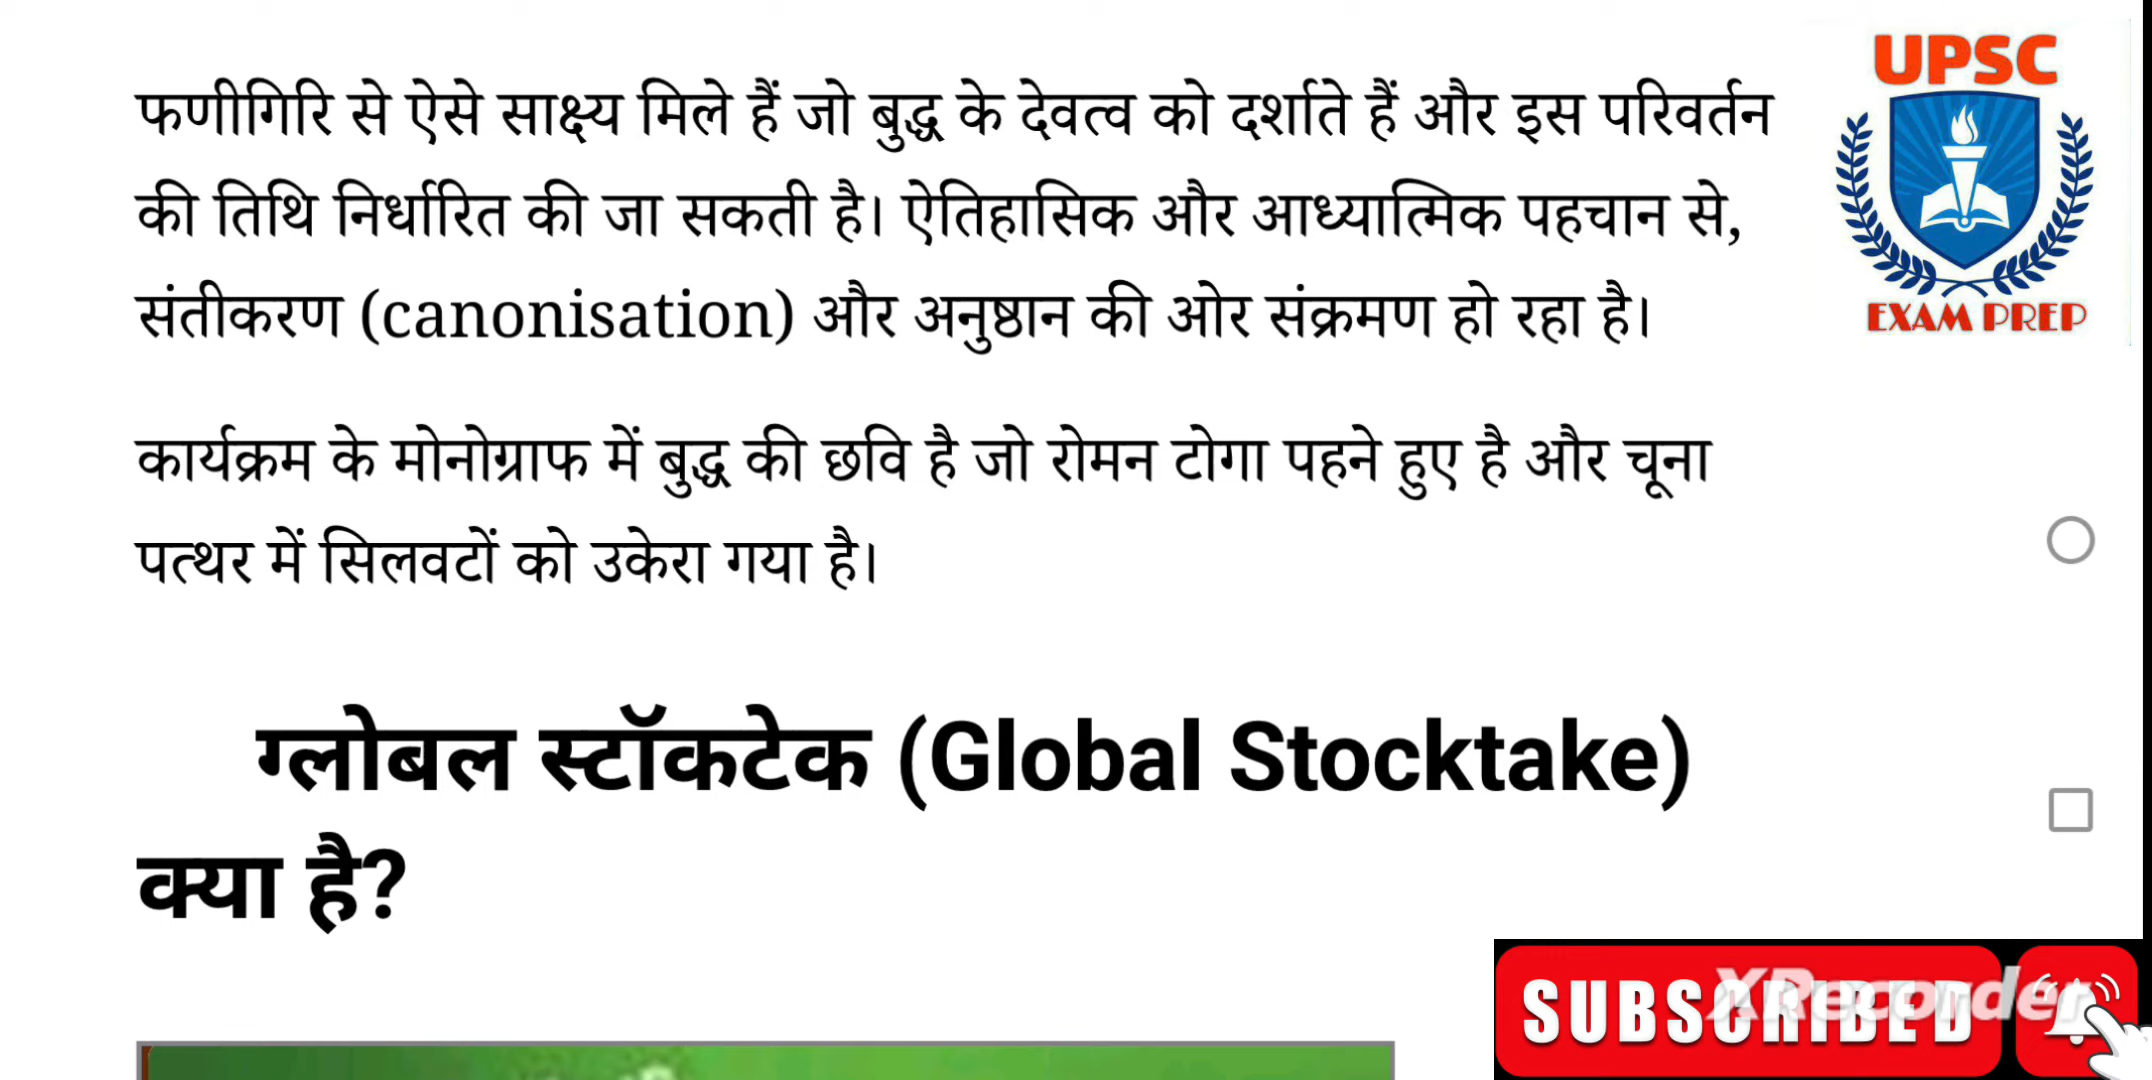 UPSC
फणीगिरि से ऐसे साक्ष्य मिले हैं जो बुद्ध के देवत्व को दर्शाते हैं और इस परिवर्तन
की तिथि निर्धारित की जा सकती है। ऐतिहासिक और आध्यात्मिक पहचान से,
संतीकरण (canonisation) और अनुष्ठान की ओर संक्रमण हो रहा है।
EXAM PREP
कार्यक्रम के मोनोग्राफ में बुद्ध की छवि है जो रोमन टोगा पहने हुए है और चूना
पत्थर में सिलवटों को उकेरा गया है।
ग्लोबल स्टॉकटेक (Global Stocktake)
क्या है?
SUBSCRIBED
XRecorder